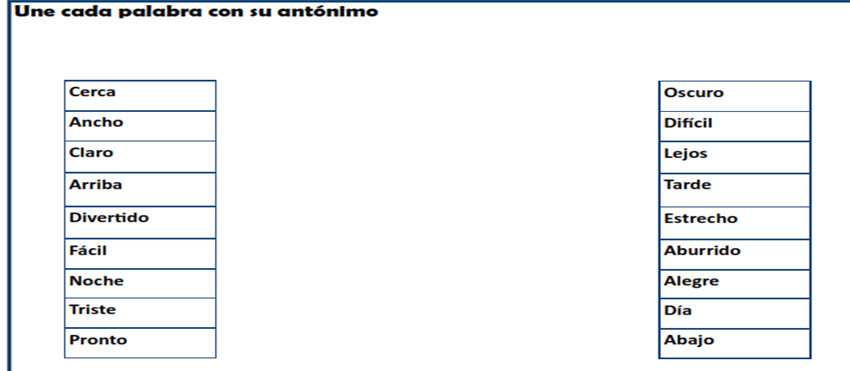 Une cada palabra con su antónimo
Cerca
Ancho
Claro
Arriba
Divertido
Fácil
Noche
Triste
Pronto
Oscuro
Difícil
Lejos
Tarde
Estrecho
Aburrido
Alegre
Día
Abajo